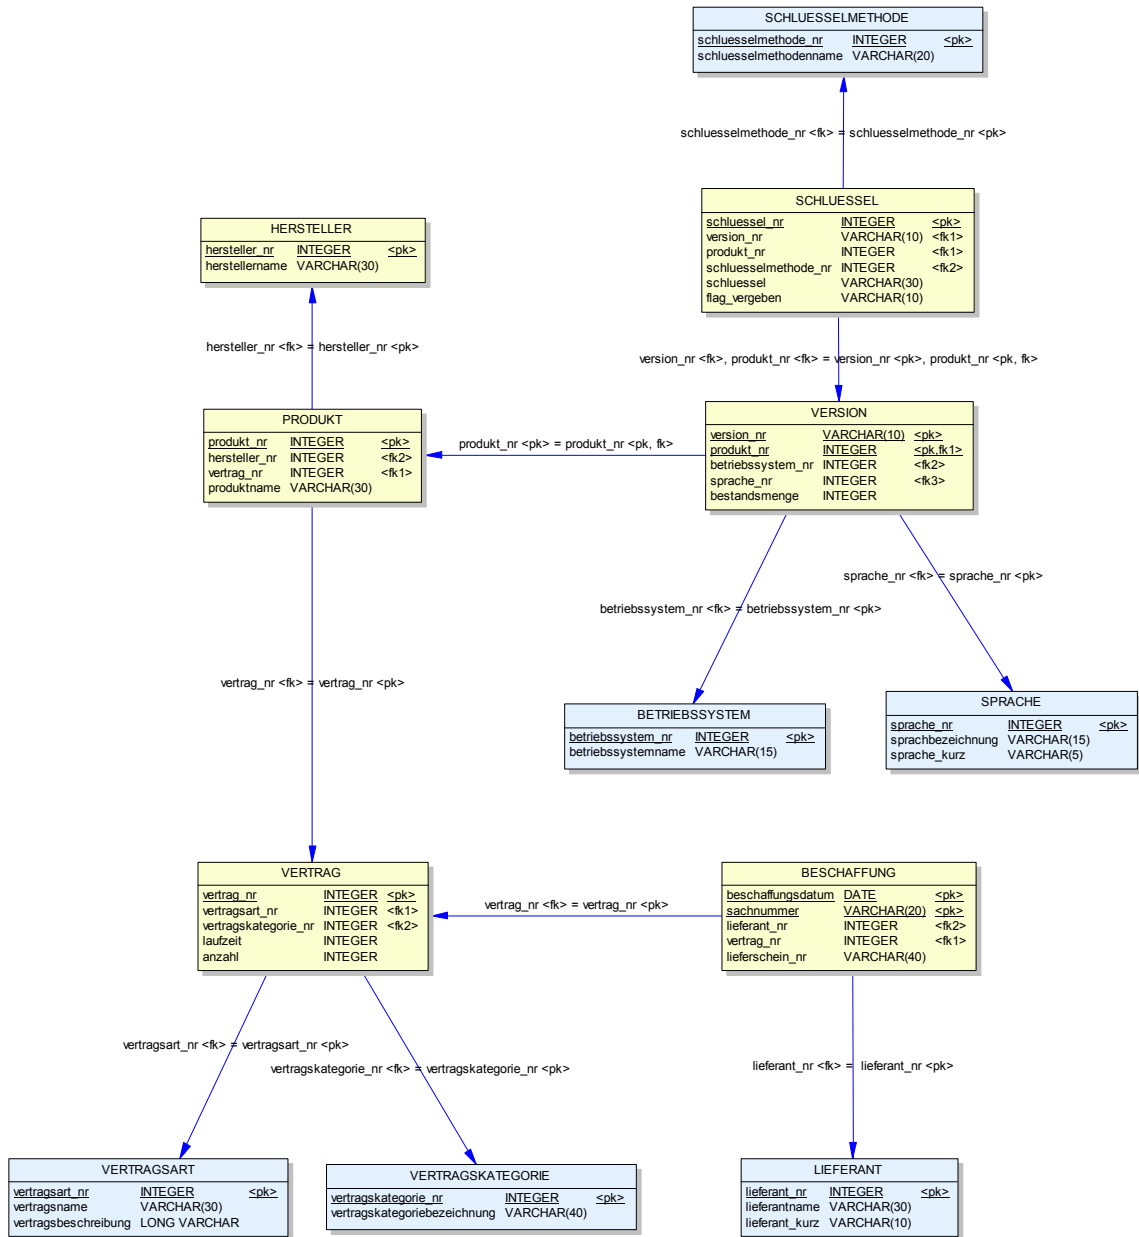 SCHLUESSELMETHODE
schluesselmethode_nr INTEGER <pk>
schluesselmethodenname VARCHAR(20)
schluesselmethode_nr <fk> = schluesselmethode_nr <pk>
SCHLUESSEL
schluessel_nr INTEGER <pk>
version_nr VARCHAR(10) <fk1>
produkt_nr INTEGER <fk1>
schluesselmethode_nr INTEGER <fk2>
schluessel VARCHAR(30)
flag_vergeben VARCHAR(10)
HERSTELLER
hersteller_nr INTEGER <pk>
herstellername VARCHAR(30)
hersteller_nr <fk> = hersteller_nr <pk>
version_nr <fk>, produkt_nr <fk> = version_nr <pk>, produkt_nr <pk, fk>
PRODUKT
produkt_nr INTEGER <pk>
hersteller_nr INTEGER <fk2>
vertrag_nr INTEGER <fk1>
produktname VARCHAR(30)
produkt_nr <pk> = produkt_nr <pk, fk>
VERSION
version_nr VARCHAR(10) <pk>
produkt_nr INTEGER <pk,fk1>
betriebssystem_nr INTEGER <fk2>
sprache_nr INTEGER <fk3>
bestandsmenge INTEGER
sprache_nr <fk> = sprache_nr <pk>
betriebssystem_nr <fk> = betriebssystem_nr <pk>
vertrag_nr <fk> = vertrag_nr <pk>
BETRIEBSSYSTEM
betriebssystem_nr INTEGER <pk>
betriebssystemname VARCHAR(15)
SPRACHE
sprache_nr INTEGER <pk>
sprachbezeichnung VARCHAR(15)
sprache_kurz VARCHAR(5)
VERTRAG
vertrag_nr INTEGER <pk>
vertragsart_nr INTEGER <fk1>
vertragskategorie_nr INTEGER <fk2>
laufzeit INTEGER
anzahl INTEGER
vertrag_nr <fk> = vertrag_nr <pk>
BESCHAFFUNG
beschaffungsdatum DATE <pk>
sachnummer VARCHAR(20) <pk>
lieferant_nr INTEGER <fk2>
vertrag_nr INTEGER <fk1>
lieferschein_nr VARCHAR(40)
vertragsart_nr <fk> = vertragsart_nr <pk>
vertragskategorie_nr <fk> = vertragskategorie_nr <pk>
lieferant_nr <fk> = lieferant_nr <pk>
VERTRAGSART
vertragsart_nr INTEGER <pk>
vertragsname VARCHAR(30)
vertragsbeschreibung LONG VARCHAR
VERTRAGSKATEGORIE
vertragskategorie_nr INTEGER <pk>
vertragskategoriebezeichnung VARCHAR(40)
LIEFERANT
lieferant_nr INTEGER <pk>
lieferantname VARCHAR(30)
lieferant_kurz VARCHAR(10)